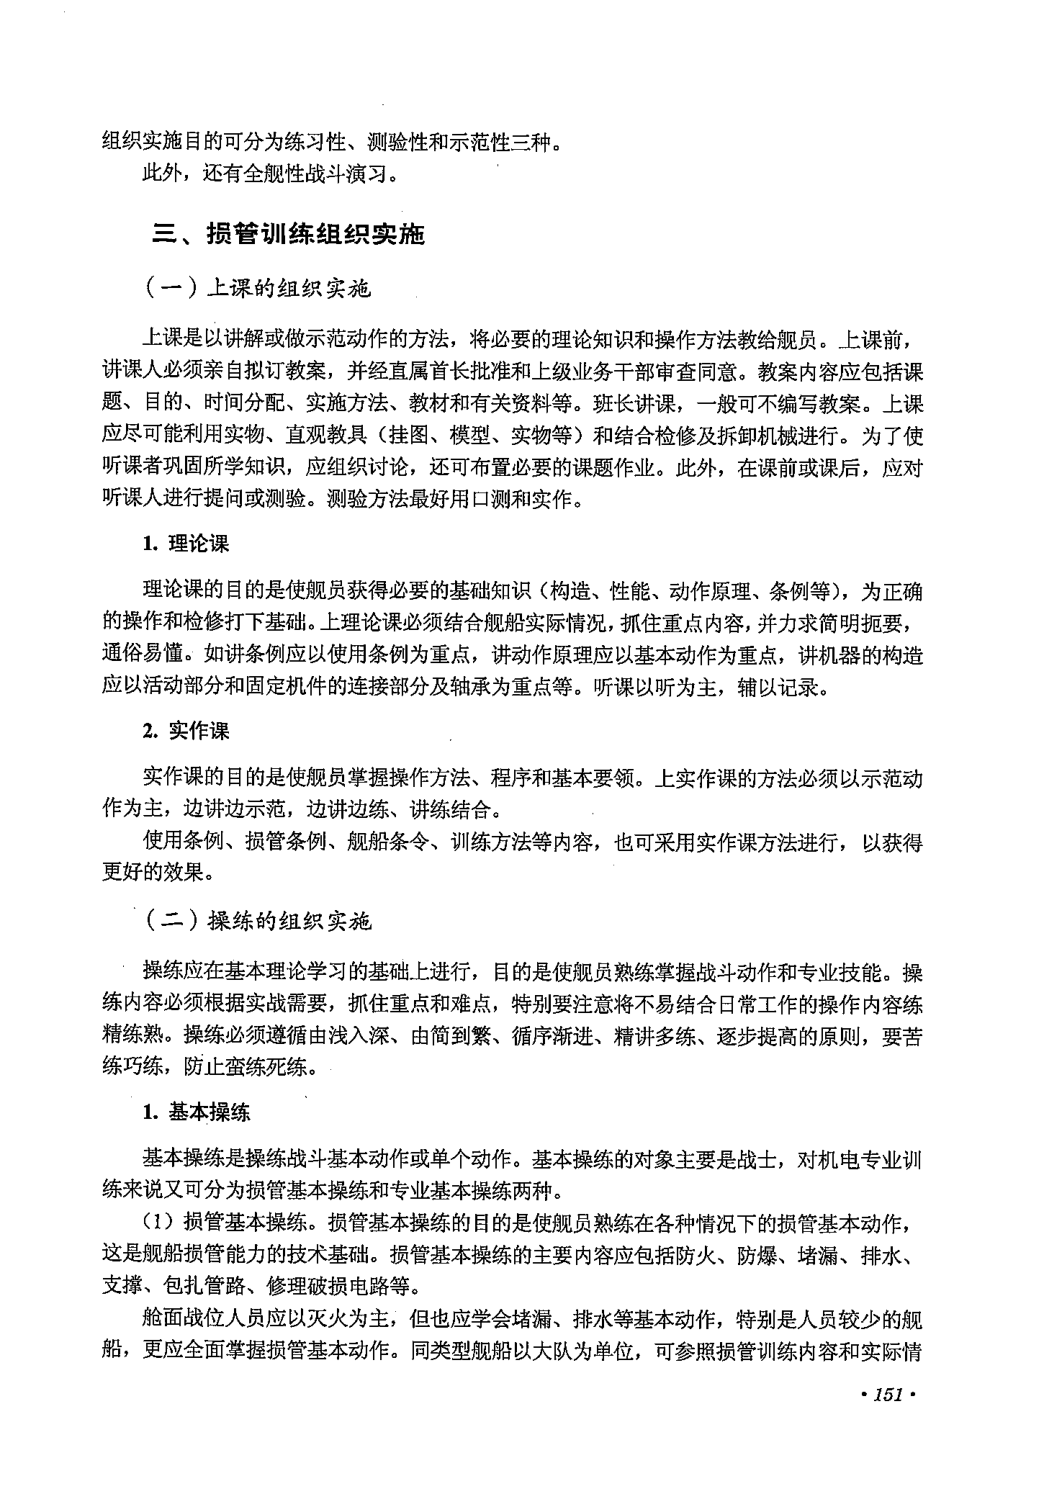 组织实施目的可分为练习性、测验性和示范性三种。
此外，还有全舰性战斗演习。
三、损管训练组织实施
（一）上课的组织实施
上课是以讲解或做示范动作的方法，将必要的理论知识和操作方法教给舰员。上课前，
讲课人必须亲自拟订教案，并经直属首长批准和上级业务干部审查同意。教案内容应包括课
题、目的、时间分配、实施方法、教材和有关资料等。班长讲课，一般可不编写教案。上课
应尽可能利用实物、直观教具（挂图、模型、实物等）和结合检修及拆卸机械进行。为了使
听课者巩固所学知识，应组织讨论，还可布置必要的课题作业。此外，在课前或课后，应对
听课人进行提问或测验。测验方法最好用口测和实作。
1. 理论课
理论课的目的是使舰员获得必要的基础知识（构造、性能、动作原理、条例等），为正确
的操作和检修打下基础。上理论课必须结合舰船实际情况，抓住重点内容，并力求简明扼要，
通俗易懂。如讲条例应以使用条例为重点，讲动作原理应以基本动作为重点，讲机器的构造
应以活动部分和固定机件的连接部分及轴承为重点等。听课以听为主，辅以记录。
2. 实作课
实作课的目的是使舰员掌握操作方法、程序和基本要领。上实作课的方法必须以示范动
作为主，边讲边示范，边讲边练、讲练结合。
使用条例、损管条例、舰船条令、训练方法等内容，也可采用实作课方法进行，以获得
更好的效果。
（二）操练的组织实施
操练应在基本理论学习的基础上进行，目的是使舰员熟练掌握战斗动作和专业技能。操
练内容必须根据实战需要，抓住重点和难点，特别要注意将不易结合日常工作的操作内容练
精练熟。操练必须遵循由浅入深、由简到繁、循序渐进、精讲多练、逐步提高的原则，要苦
练巧练，防止蛮练死练。
1. 基本操练
基本操练是操练战斗基本动作或单个动作。基本操练的对象主要是战士，对机电专业训
练来说又可分为损管基本操练和专业基本操练两种。
（1）损管基本操练。损管基本操练的目的是使舰员熟练在各种情况下的损管基本动作，
这是舰船损管能力的技术基础。损管基本操练的主要内容应包括防火、防爆、堵漏、排水、
支撑、包扎管路、修理破损电路等。
舱面战位人员应以灭火为主，但也应学会堵漏、排水等基本动作，特别是人员较少的舰
船，更应全面掌握损管基本动作。同类型舰船以大队为单位，可参照损管训练内容和实际情
·151·